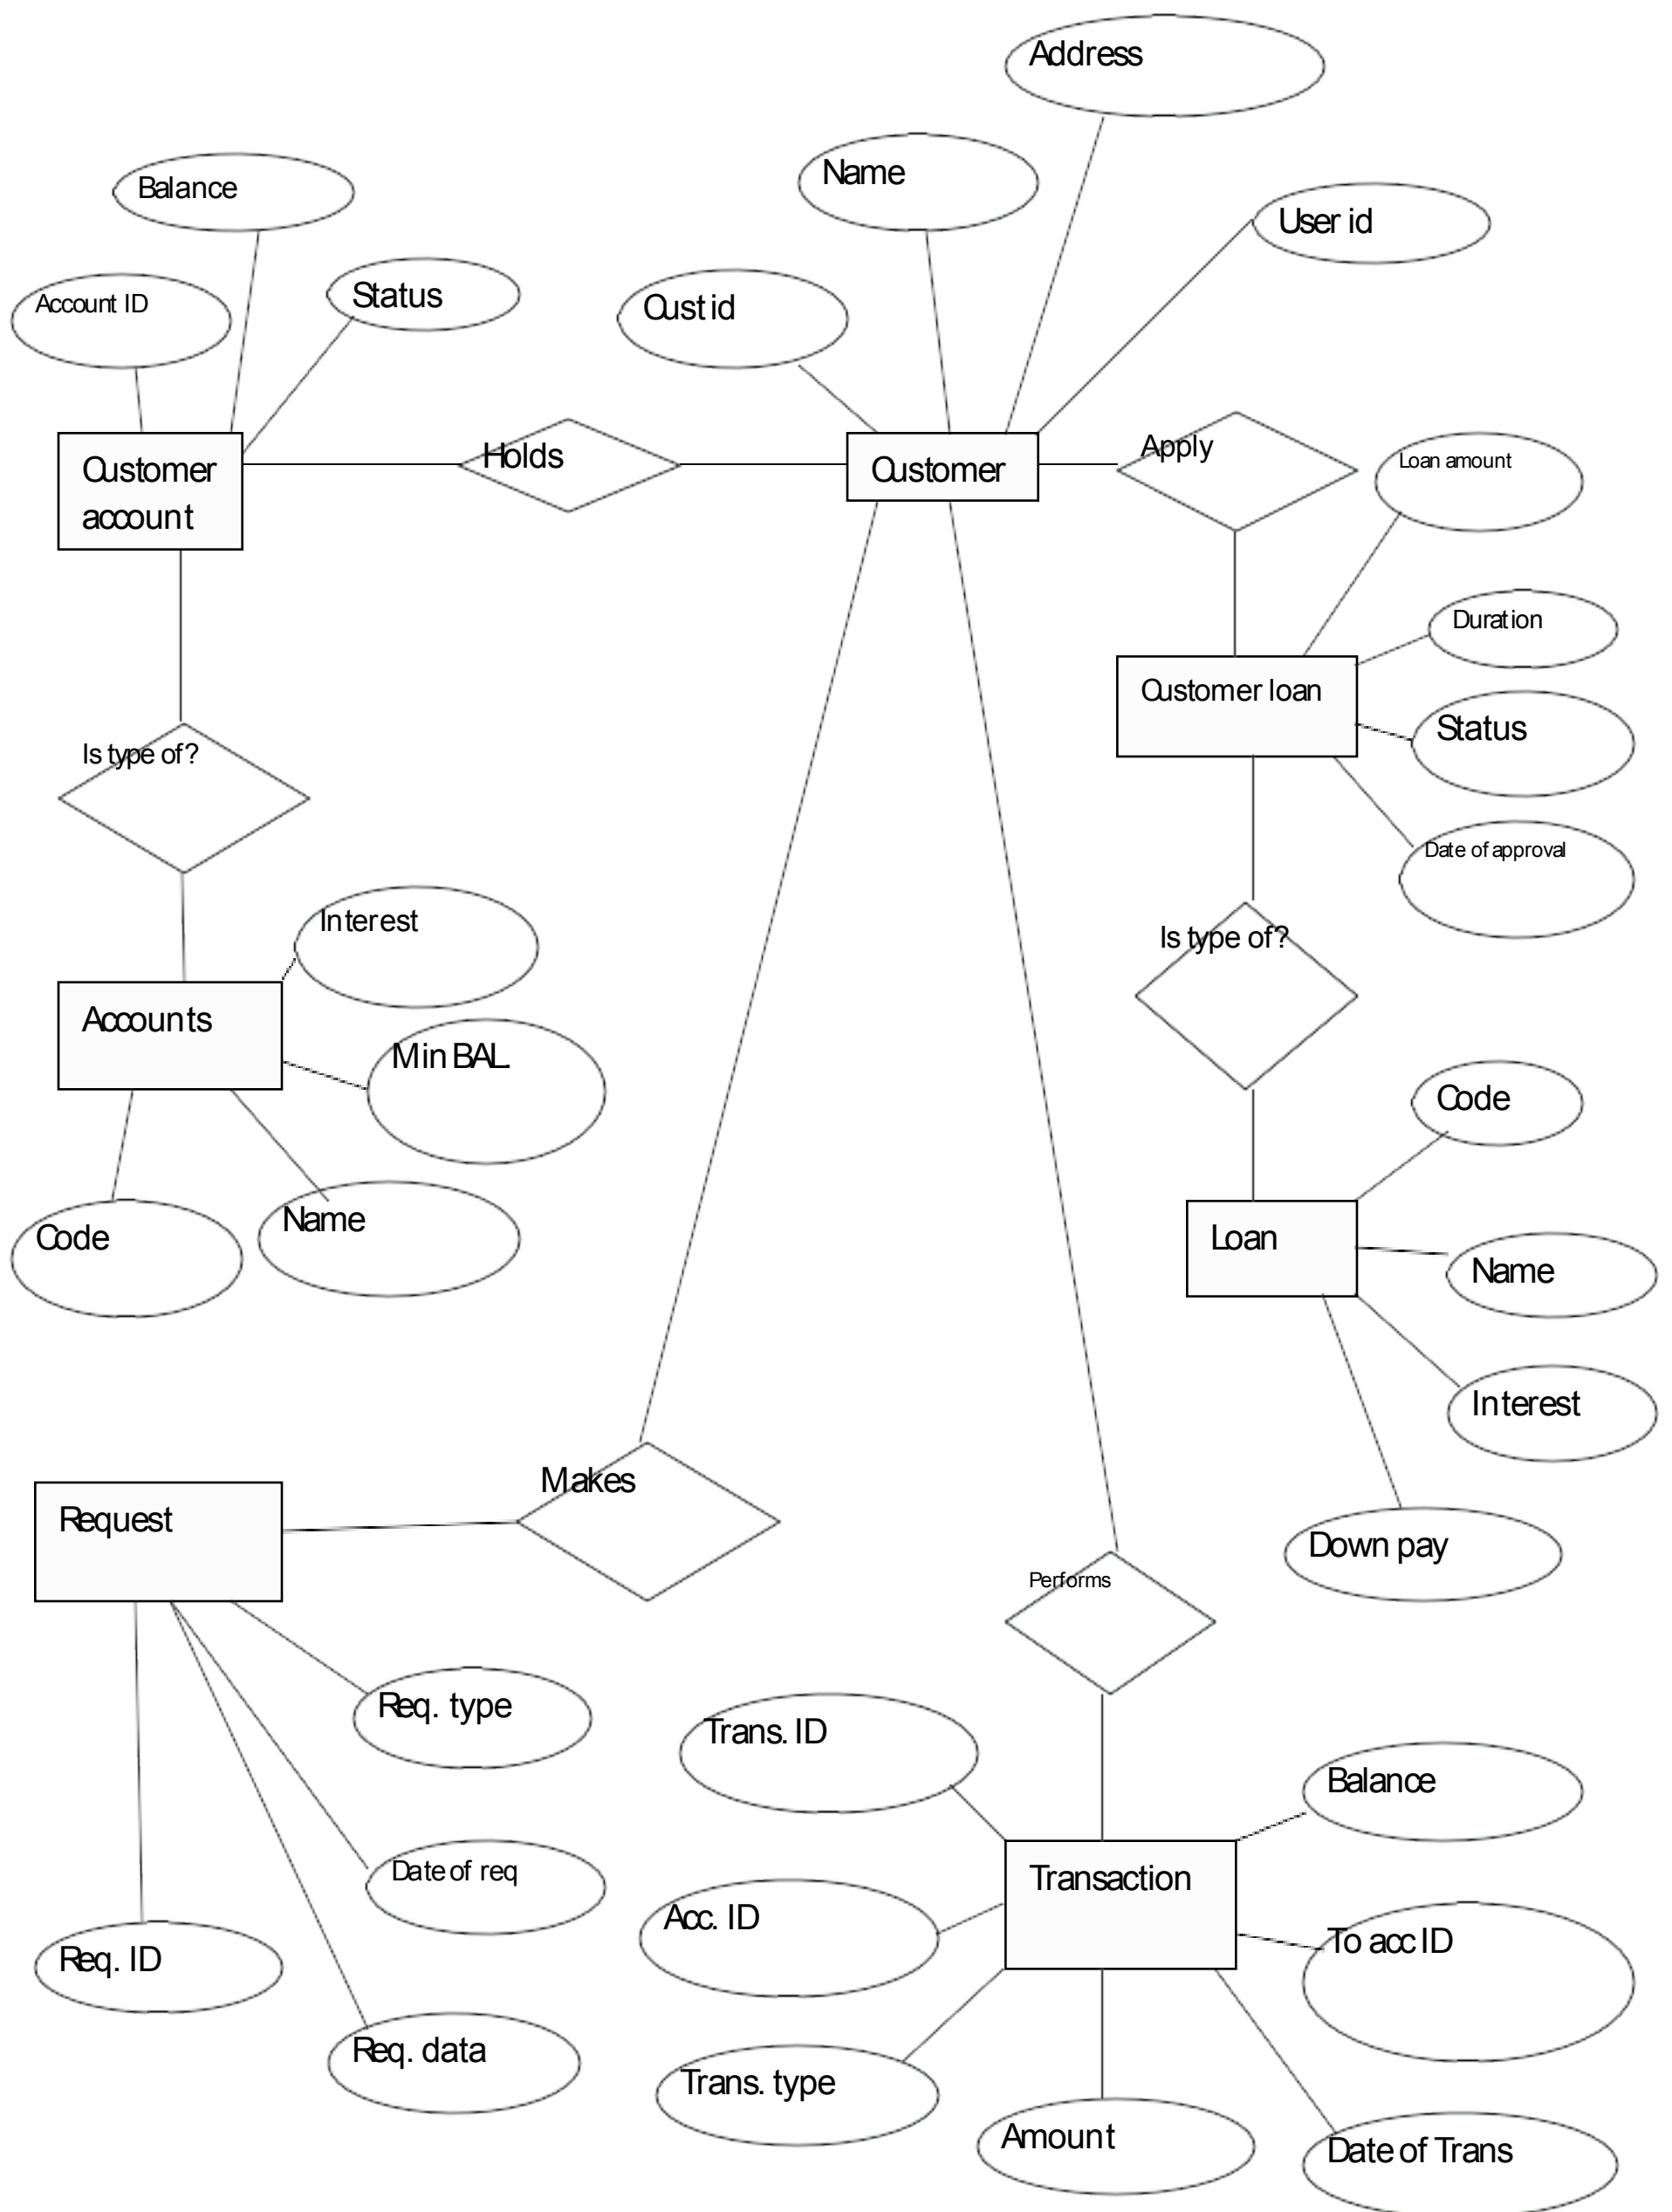 Address
Name
Balance
User id
Account ID
Status
Cust id
Customer
account
Holds
Customer
Apply
Loan amount
Duration
Customer loan
Status
Is type of?
Date of approval
Interest
Is type of?
Accounts
Min BAL.
Code
Code
Name
Loan
Name
Interest
Makes
Request
Down pay
Performs
Req. type
Trans. ID
Balance
Date of req
Transaction
Acc. ID
To acc ID
Req. ID
Req. data
Trans. type
Amount
Date of Trans